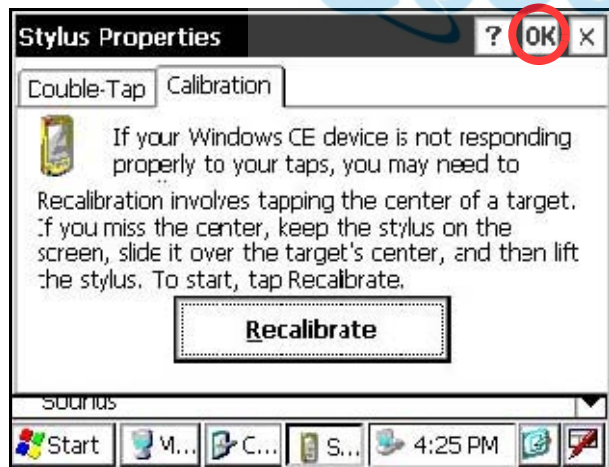 Stylus Properties ? OK ×
Double-Tap Calibration
If your Windows CE device is not responding
properly to your taps, you may need to
Recalibration involves tapping the center of a target.
If you miss the center, keep the stylus on the
screen, slide it over the target's center, and then lift
the stylus. To start, tap Recalibrate.
Recalibrate
Start M... C... S... 4:25 PM